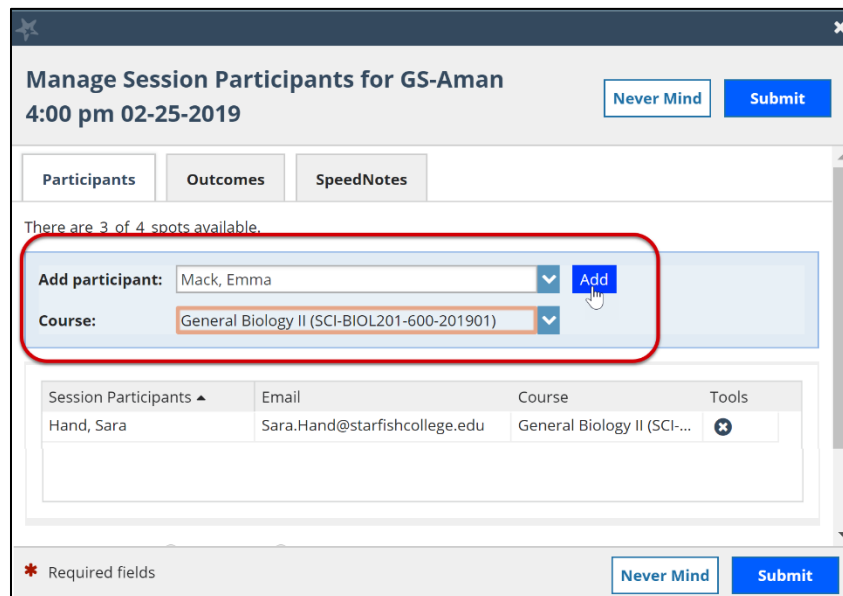 Manage Session Participants for GS-Aman
4:00 pm 02-25-2019
Never Mind
Submit
Participants
Outcomes
SpeedNotes
There are 3 of 4 spots available.
Add participant:
Mack, Emma
Add
Course:
General Biology II (SCI-BIOL201-600-201901)
Session Participants
Email
Course
Tools
Hand, Sara
Sara.Hand@starfishcollege.edu
General Biology II (SCI-...
* Required fields
Never Mind
Submit